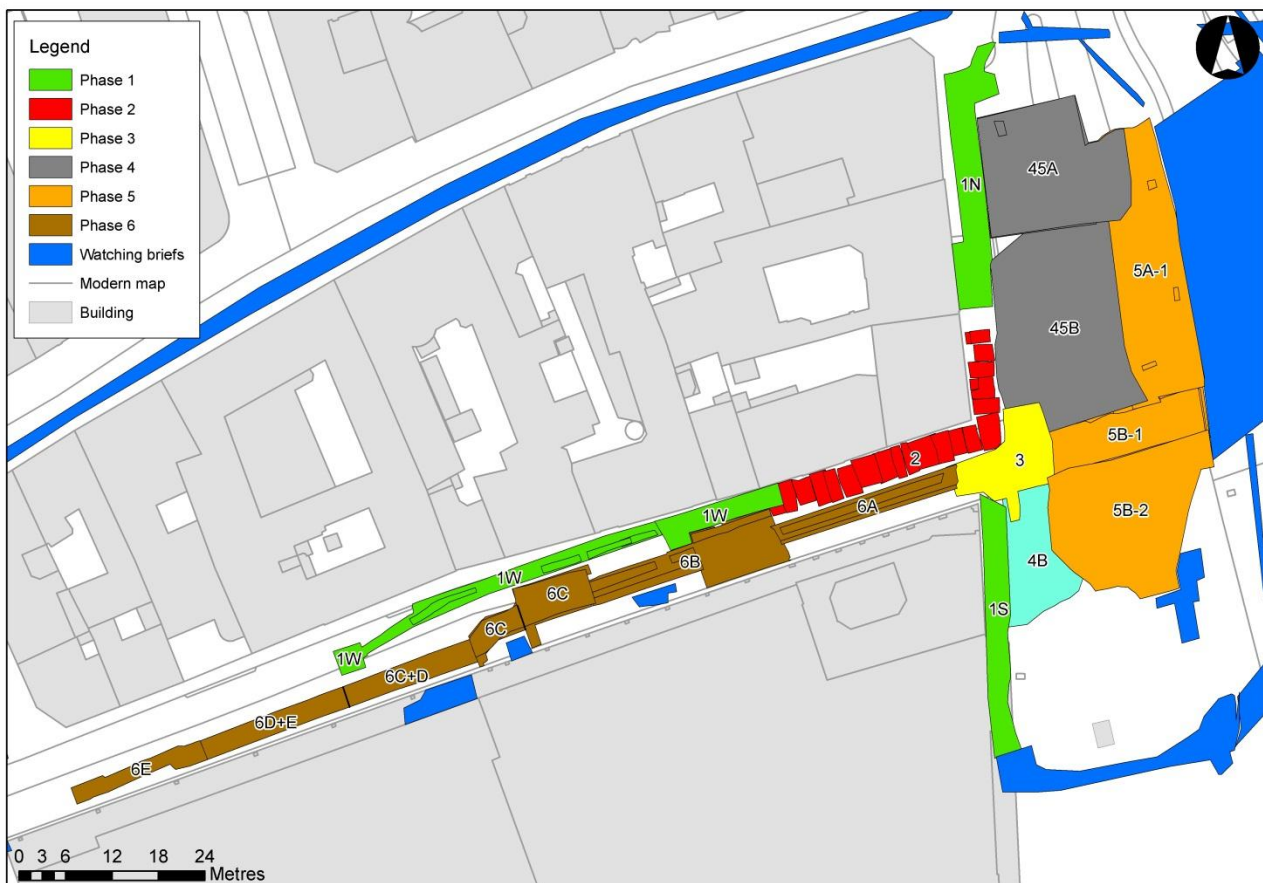 Legend
Phase 1
Phase 2
Phase 3
Phase 4
Phase 5
Phase 6
Watching briefs
Modern map
Building
1N
45A
5A-1
45B
5B-1
2
3
5B-2
6A
1W
6B
4B
1W
6C
1S
6C
1W
6C+D
6D+E
6E
0 3 6 12 18 24
Metres